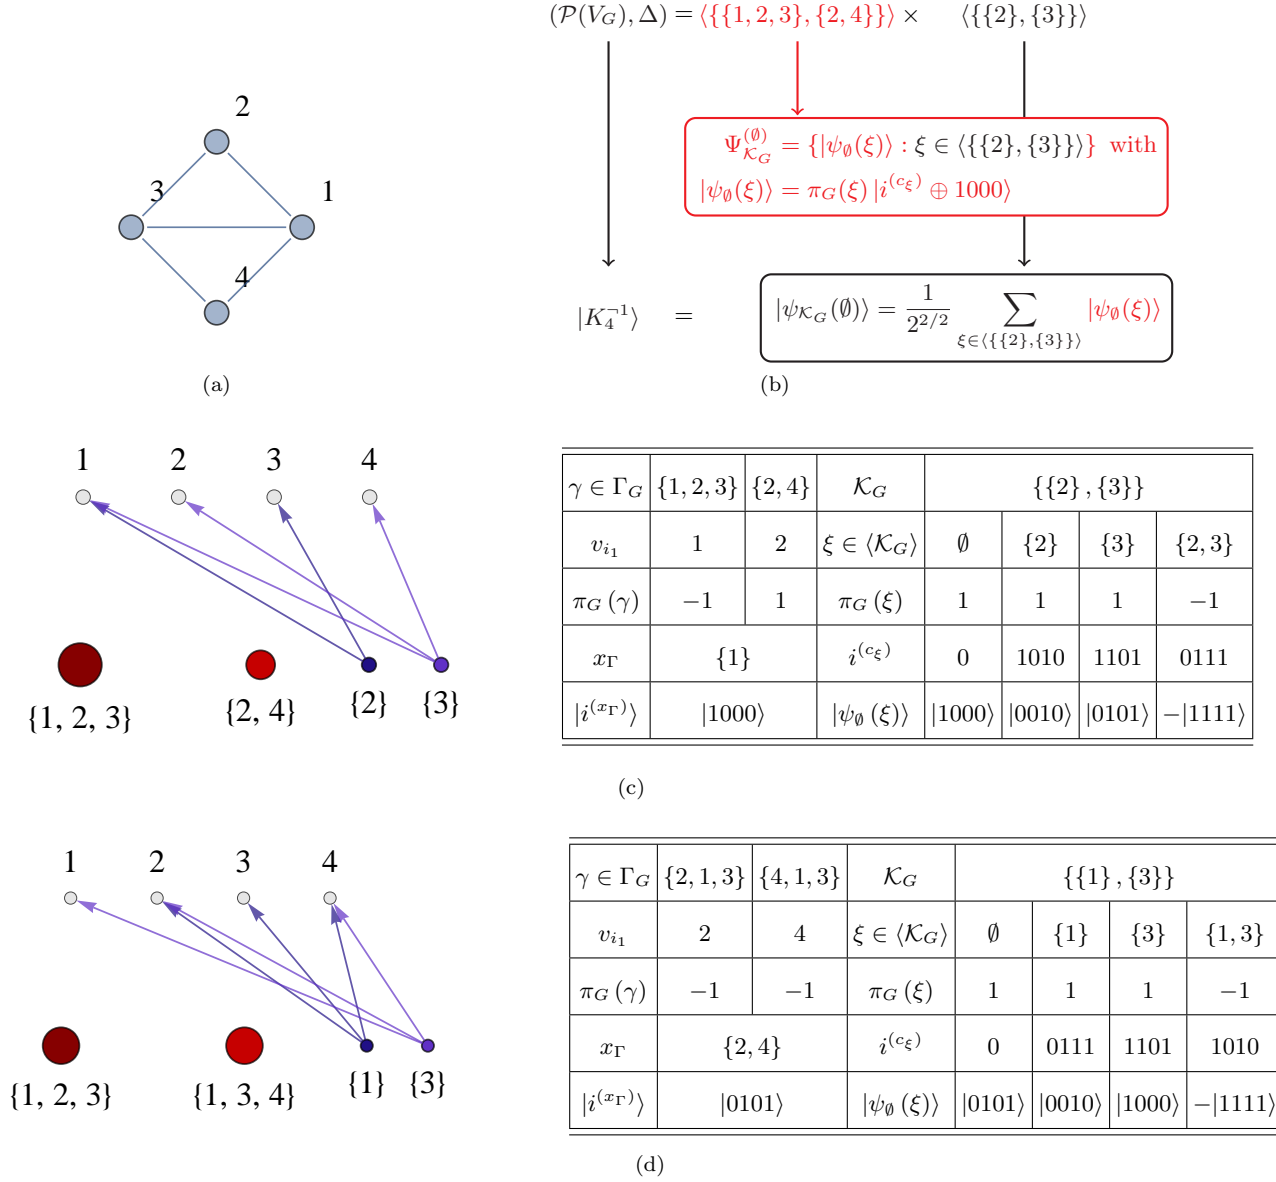 2
3
1
4
(a)
(𝒫(V_G), Δ) = ⟨{{1, 2, 3}, {2, 4}}⟩ × ⟨{{2}, {3}}⟩
Ψ_{𝒦_G}^{(∅)} = {|ψ_∅(ξ)⟩ : ξ ∈ ⟨{{2}, {3}}⟩} with
|ψ_∅(ξ)⟩ = π_G(ξ) |i^{(c_ξ)} ⊕ 1000⟩
|K_4^{¬1}⟩ = |ψ_{𝒦_G}(∅)⟩ = \frac{1}{2^{2/2}} ∑_{ξ∈⟨{{2},{3}}⟩} |ψ_∅(ξ)⟩
(b)
1 2 3 4
{1, 2, 3} {2, 4} {2} {3}
γ ∈ Γ_G {1, 2, 3} {2, 4} 𝒦_G {{2} , {3}}
v_{i_1} 1 2 ξ ∈ ⟨𝒦_G⟩ ∅ {2} {3} {2, 3}
π_G (γ) −1 1 π_G (ξ) 1 1 1 −1
x_Γ {1} i^{(c_ξ)} 0 1010 1101 0111
|i^{(x_Γ)}⟩ |1000⟩ |ψ_∅ (ξ)⟩ |1000⟩ |0010⟩ |0101⟩ −|1111⟩
(c)
1 2 3 4
{1, 2, 3} {1, 3, 4} {1} {3}
γ ∈ Γ_G {2, 1, 3} {4, 1, 3} 𝒦_G {{1} , {3}}
v_{i_1} 2 4 ξ ∈ ⟨𝒦_G⟩ ∅ {1} {3} {1, 3}
π_G (γ) −1 −1 π_G (ξ) 1 1 1 −1
x_Γ {2, 4} i^{(c_ξ)} 0 0111 1101 1010
|i^{(x_Γ)}⟩ |0101⟩ |ψ_∅ (ξ)⟩ |0101⟩ |0010⟩ |1000⟩ −|1111⟩
(d)